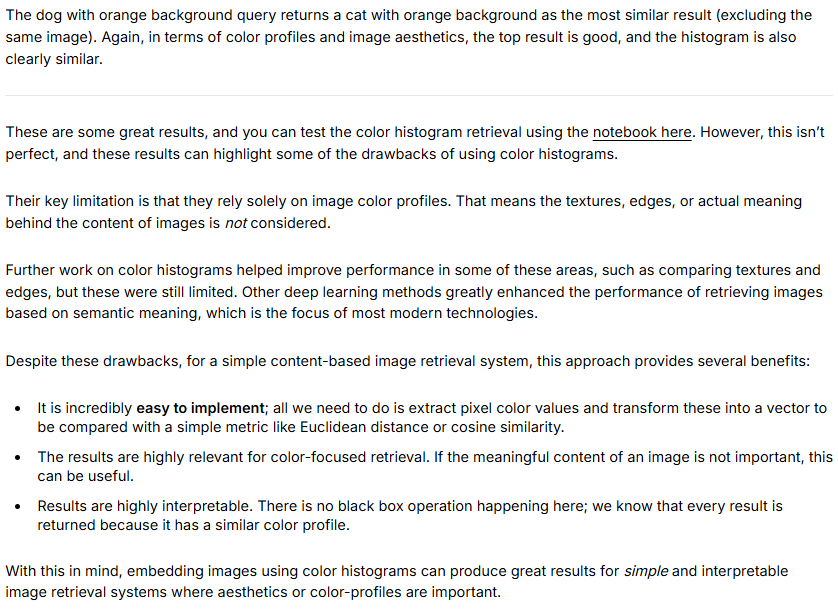 The dog with orange background query returns a cat with orange background as the most similar result (excluding the
same image). Again, in terms of color profiles and image aesthetics, the top result is good, and the histogram is also
clearly similar.
These are some great results, and you can test the color histogram retrieval using the notebook here. However, this isn’t
perfect, and these results can highlight some of the drawbacks of using color histograms.
Their key limitation is that they rely solely on image color profiles. That means the textures, edges, or actual meaning
behind the content of images is not considered.
Further work on color histograms helped improve performance in some of these areas, such as comparing textures and
edges, but these were still limited. Other deep learning methods greatly enhanced the performance of retrieving images
based on semantic meaning, which is the focus of most modern technologies.
Despite these drawbacks, for a simple content-based image retrieval system, this approach provides several benefits:
• It is incredibly easy to implement; all we need to do is extract pixel color values and transform these into a vector to
be compared with a simple metric like Euclidean distance or cosine similarity.
• The results are highly relevant for color-focused retrieval. If the meaningful content of an image is not important, this
can be useful.
• Results are highly interpretable. There is no black box operation happening here; we know that every result is
returned because it has a similar color profile.
With this in mind, embedding images using color histograms can produce great results for simple and interpretable
image retrieval systems where aesthetics or color-profiles are important.